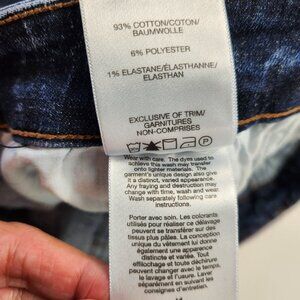 93% COTTON/COTON/
BAUMWOLLE
6% POLYESTER
1% ELASTANE/ÉLASTHANNE/
ELASTHAN
EXCLUSIVE OF TRIM/
GARNITURES
NON-COMPRISES
Wear with care. The dyes used to
achieve this wash may transfer
onto lighter materials. The
garment's unique design also give
it a distinct, varied appearance.
Any fraying and destruction may
change with time, wash and wear.
Wash separately following care
instructions.
Porter avec soin. Les colorants
utilisés pour réaliser ce délavage
peuvent se transférer sur des
tissus plus pâles. La conception
unique du vêtement lui donne
une apparence distincte et
variée. Tout
effilochage et toute déchirure
peuvent changer avec le temps,
le lavage et l'usure. Laver
séparément en suivant les
consignes d'entretien.